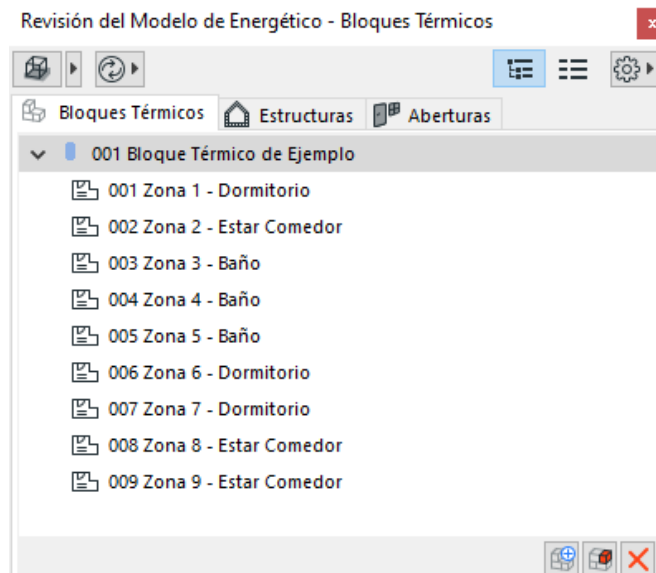 Revisión del Modelo de Energético - Bloques Térmicos
Bloques Térmicos Estructuras Aberturas
001 Bloque Térmico de Ejemplo
001 Zona 1 - Dormitorio
002 Zona 2 - Estar Comedor
003 Zona 3 - Baño
004 Zona 4 - Baño
005 Zona 5 - Baño
006 Zona 6 - Dormitorio
007 Zona 7 - Dormitorio
008 Zona 8 - Estar Comedor
009 Zona 9 - Estar Comedor